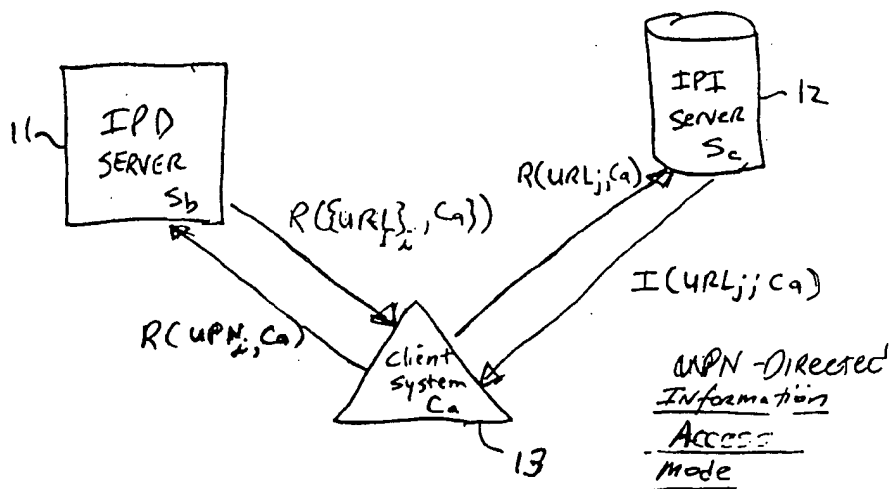 11
IPD
SERVER
Sb
IPI
SERVER
Sc
12
R({URL}i, Ca})
R(URLj, Ca)
R(UPNi, Ca)
I(URLj; Ca)
Client
System
Ca
13
UPN-Directed
Information
Access
mode